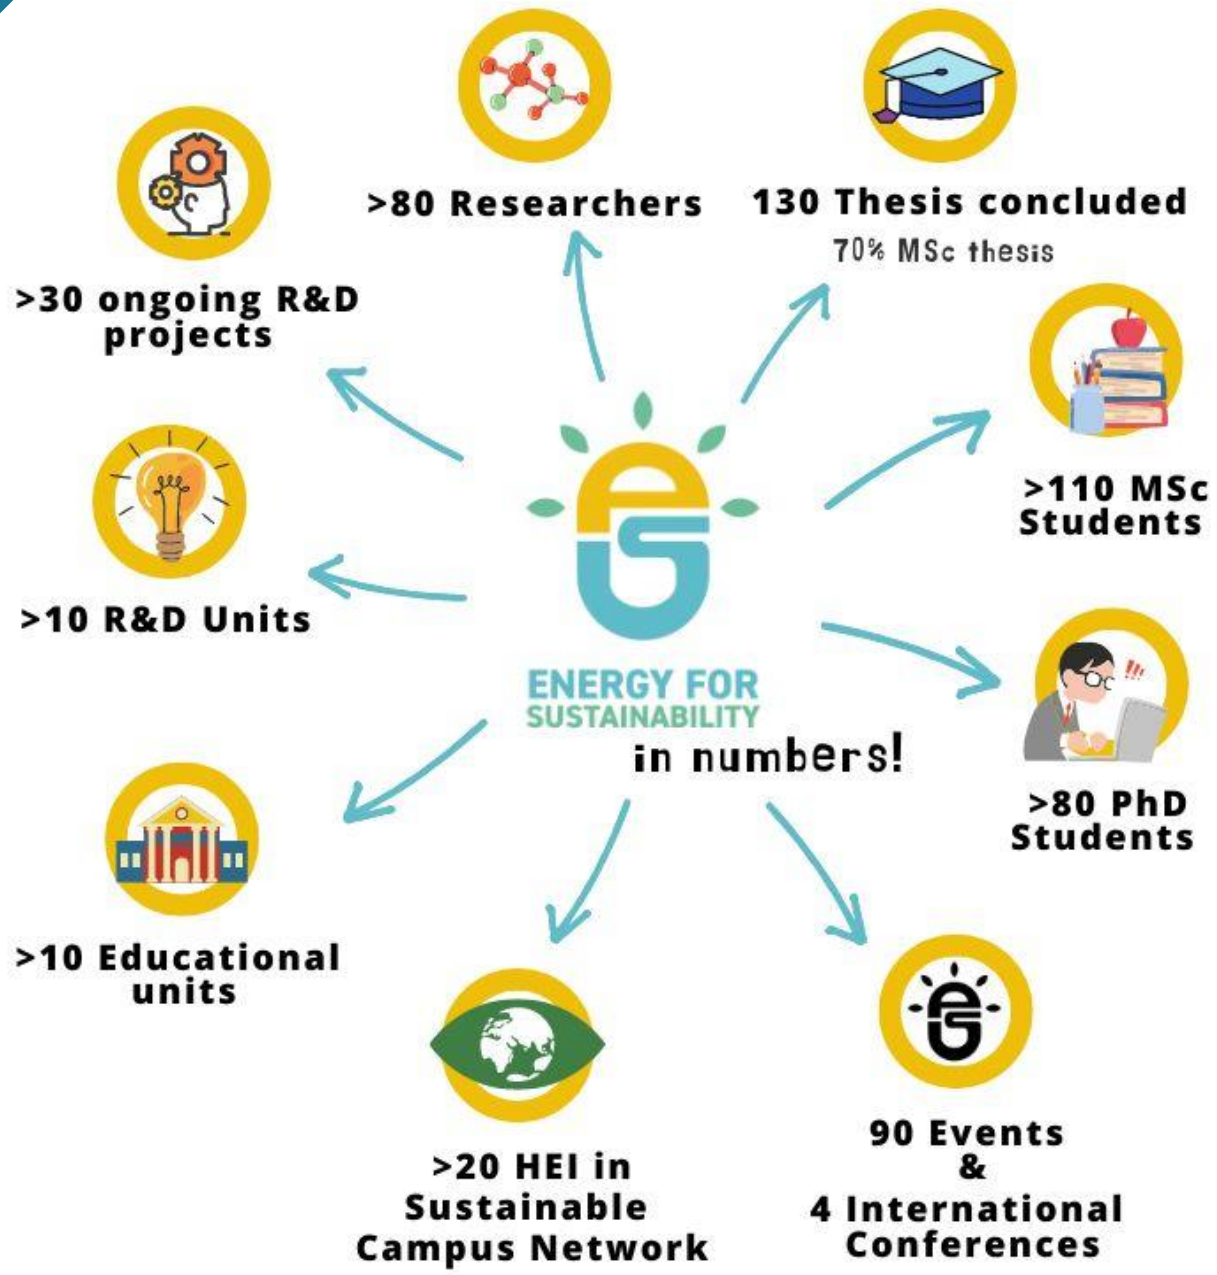 >80 Researchers
130 Thesis concluded
70% MSc thesis
>30 ongoing R&D
projects
>110 MSc
Students
>10 R&D Units
ENERGY FOR
SUSTAINABILITY
in numbers!
>80 PhD
Students
>10 Educational
units
90 Events
&
4 International
Conferences
>20 HEI in
Sustainable
Campus Network